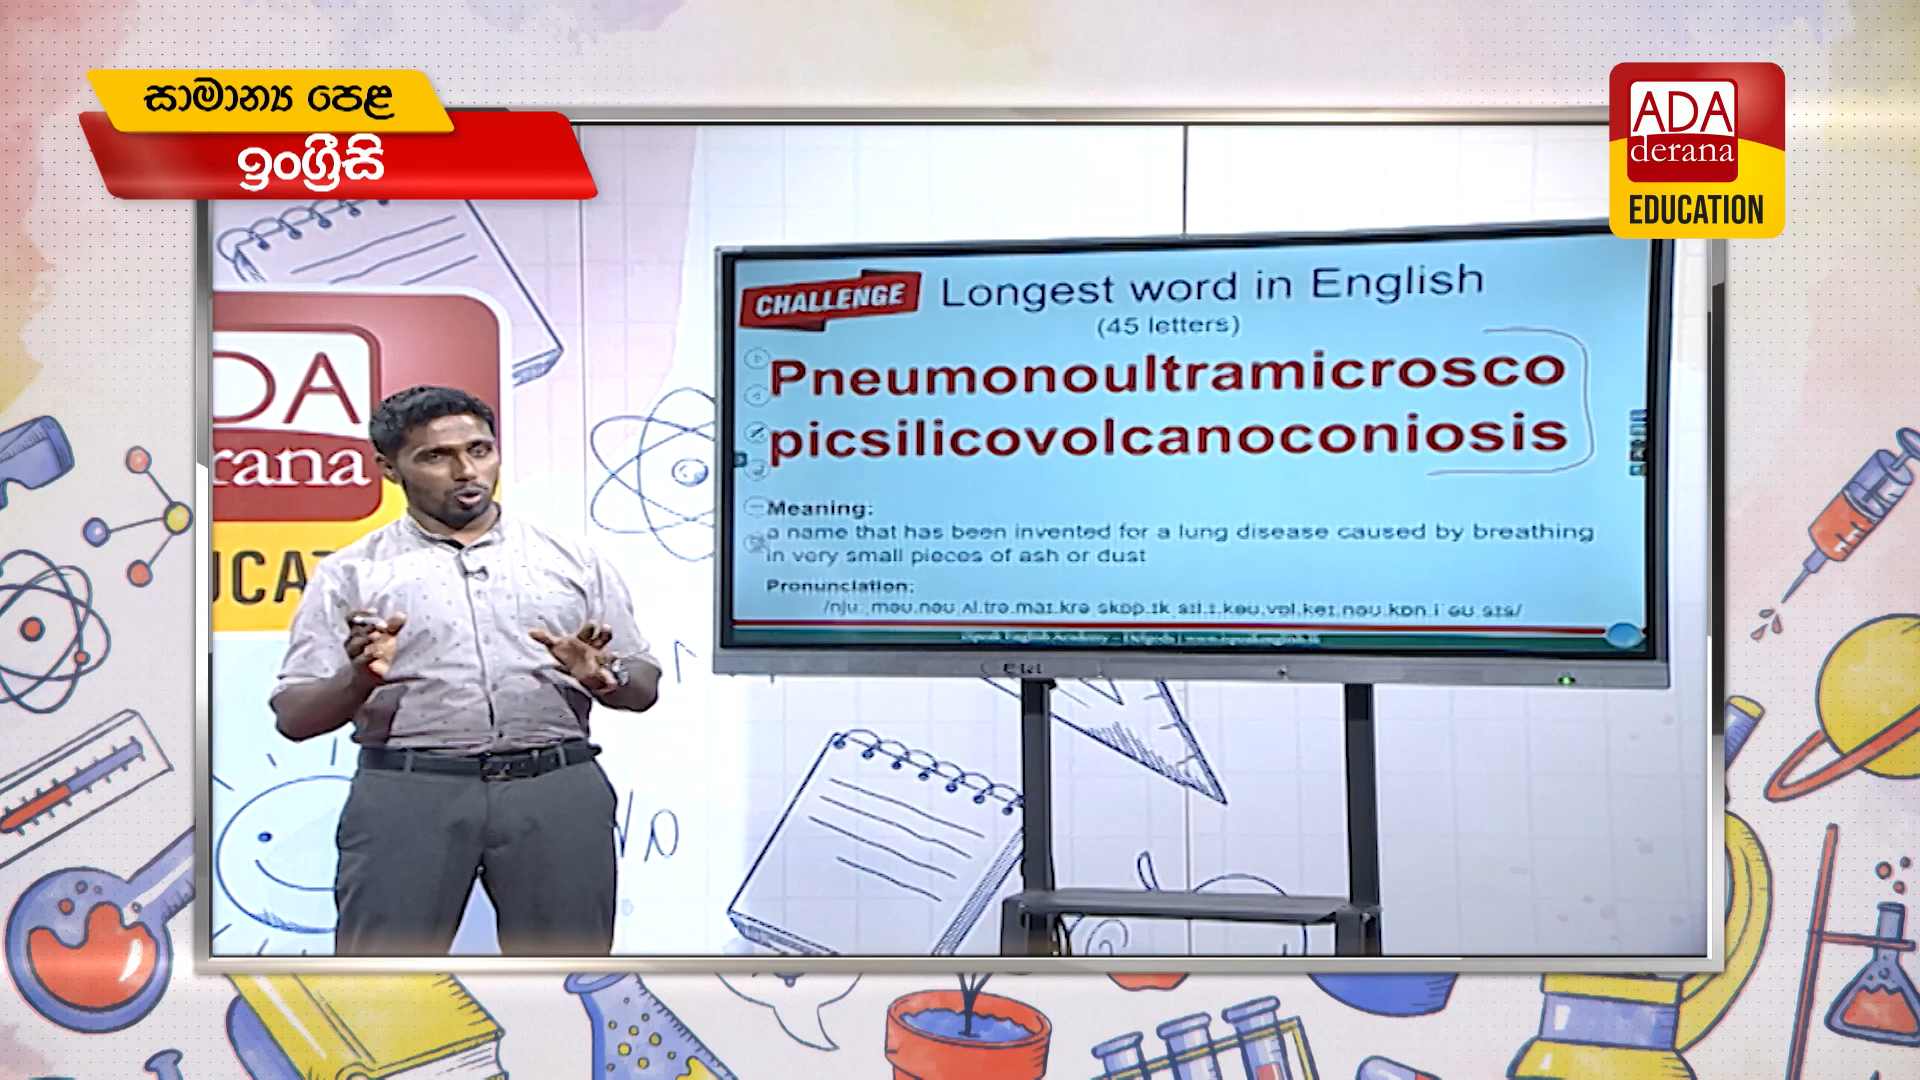 සාමාන්‍ය පෙළ
ඉංග්‍රීසි
ADA
derana
EDUCATION
DA
rana
UCA
CHALLENGE
Longest word in English
(45 letters)
Pneumonoultramicrosco
picsilicovolcanoconiosis
Meaning:
a name that has been invented for a lung disease caused by breathing
in very small pieces of ash or dust
Pronunciation: